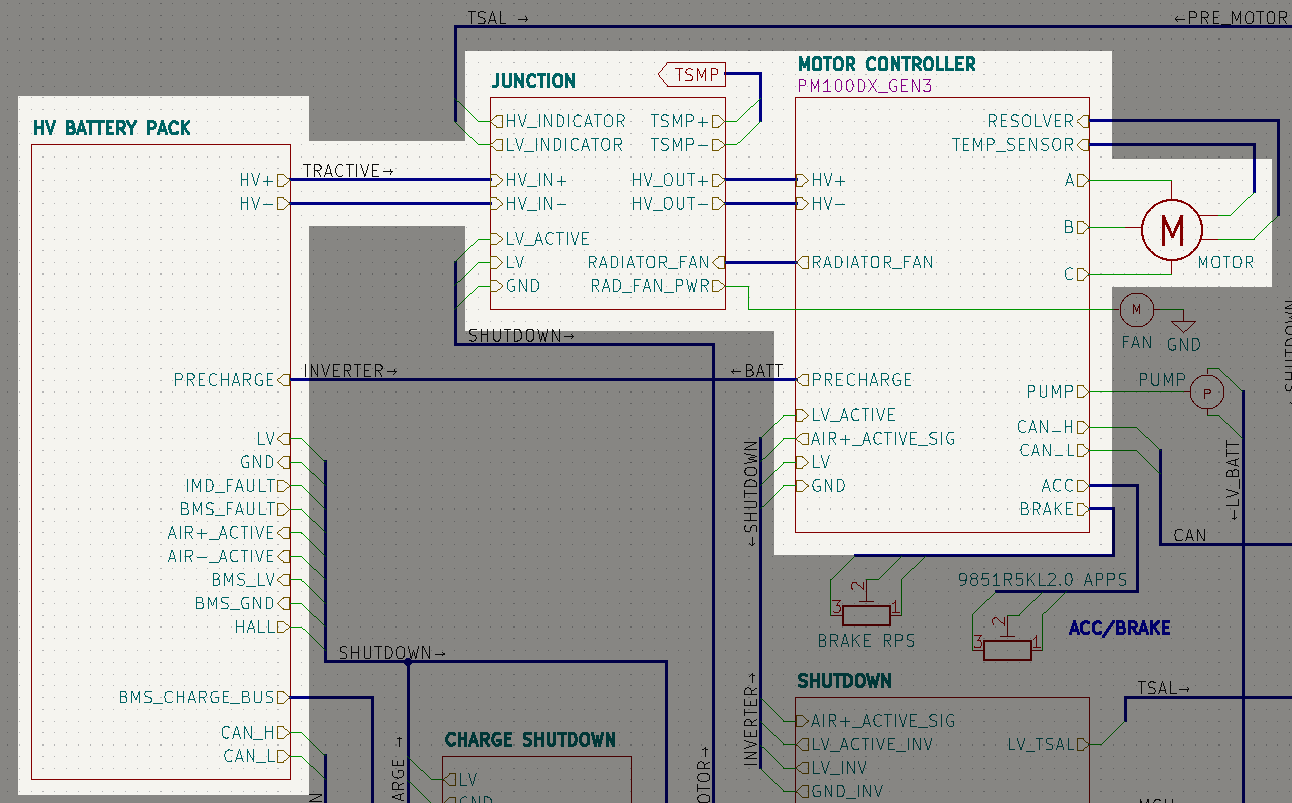 TSAL →
←PRE_MOTOR
HV BATTERY PACK
HV+
HV-
PRECHARGE
LV
GND
IMD_FAULT
BMS_FAULT
AIR+_ACTIVE
AIR-_ACTIVE
BMS_LV
BMS_GND
HALL
BMS_CHARGE_BUS
CAN_H
CAN_L
TRACTIVE→
INVERTER→
←BATT
SHUTDOWN→
JUNCTION
TSMP
HV_INDICATOR
LV_INDICATOR
HV_IN+
HV_IN-
LV_ACTIVE
LV
GND
TSMP+
TSMP-
HV_OUT+
HV_OUT-
RADIATOR_FAN
RAD_FAN_PWR
SHUTDOWN→
MOTOR CONTROLLER
PM100DX_GEN3
HV+
HV-
RADIATOR_FAN
PRECHARGE
LV_ACTIVE
AIR+_ACTIVE_SIG
LV
GND
RESOLVER
TEMP_SENSOR
A
B
C
PUMP
CAN_H
CAN_L
ACC
BRAKE
M
MOTOR
M
FAN
GND
PUMP
P
SHUTDOWN
←LV_BATT
CAN
←SHUTDOWN
INVERTER→
3
2
1
BRAKE RPS
9851R5KL2.0 APPS
3
2
1
ACC/BRAKE
SHUTDOWN
AIR+_ACTIVE_SIG
LV_ACTIVE_INV
LV_INV
GND_INV
LV_TSAL
TSAL→
CHARGE SHUTDOWN
LV
GND
ARGE →
OTOR→